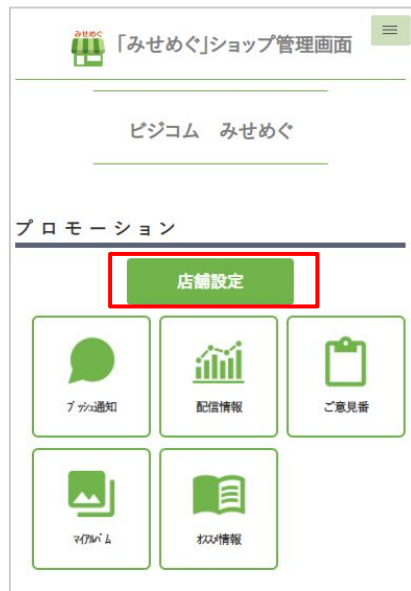 みせめぐ
「みせめぐ」ショップ管理画面
ビジコム　みせめぐ
プロモーション
店舗設定
プッシュ通知
配信情報
ご意見番
マイアルバム
オススメ情報